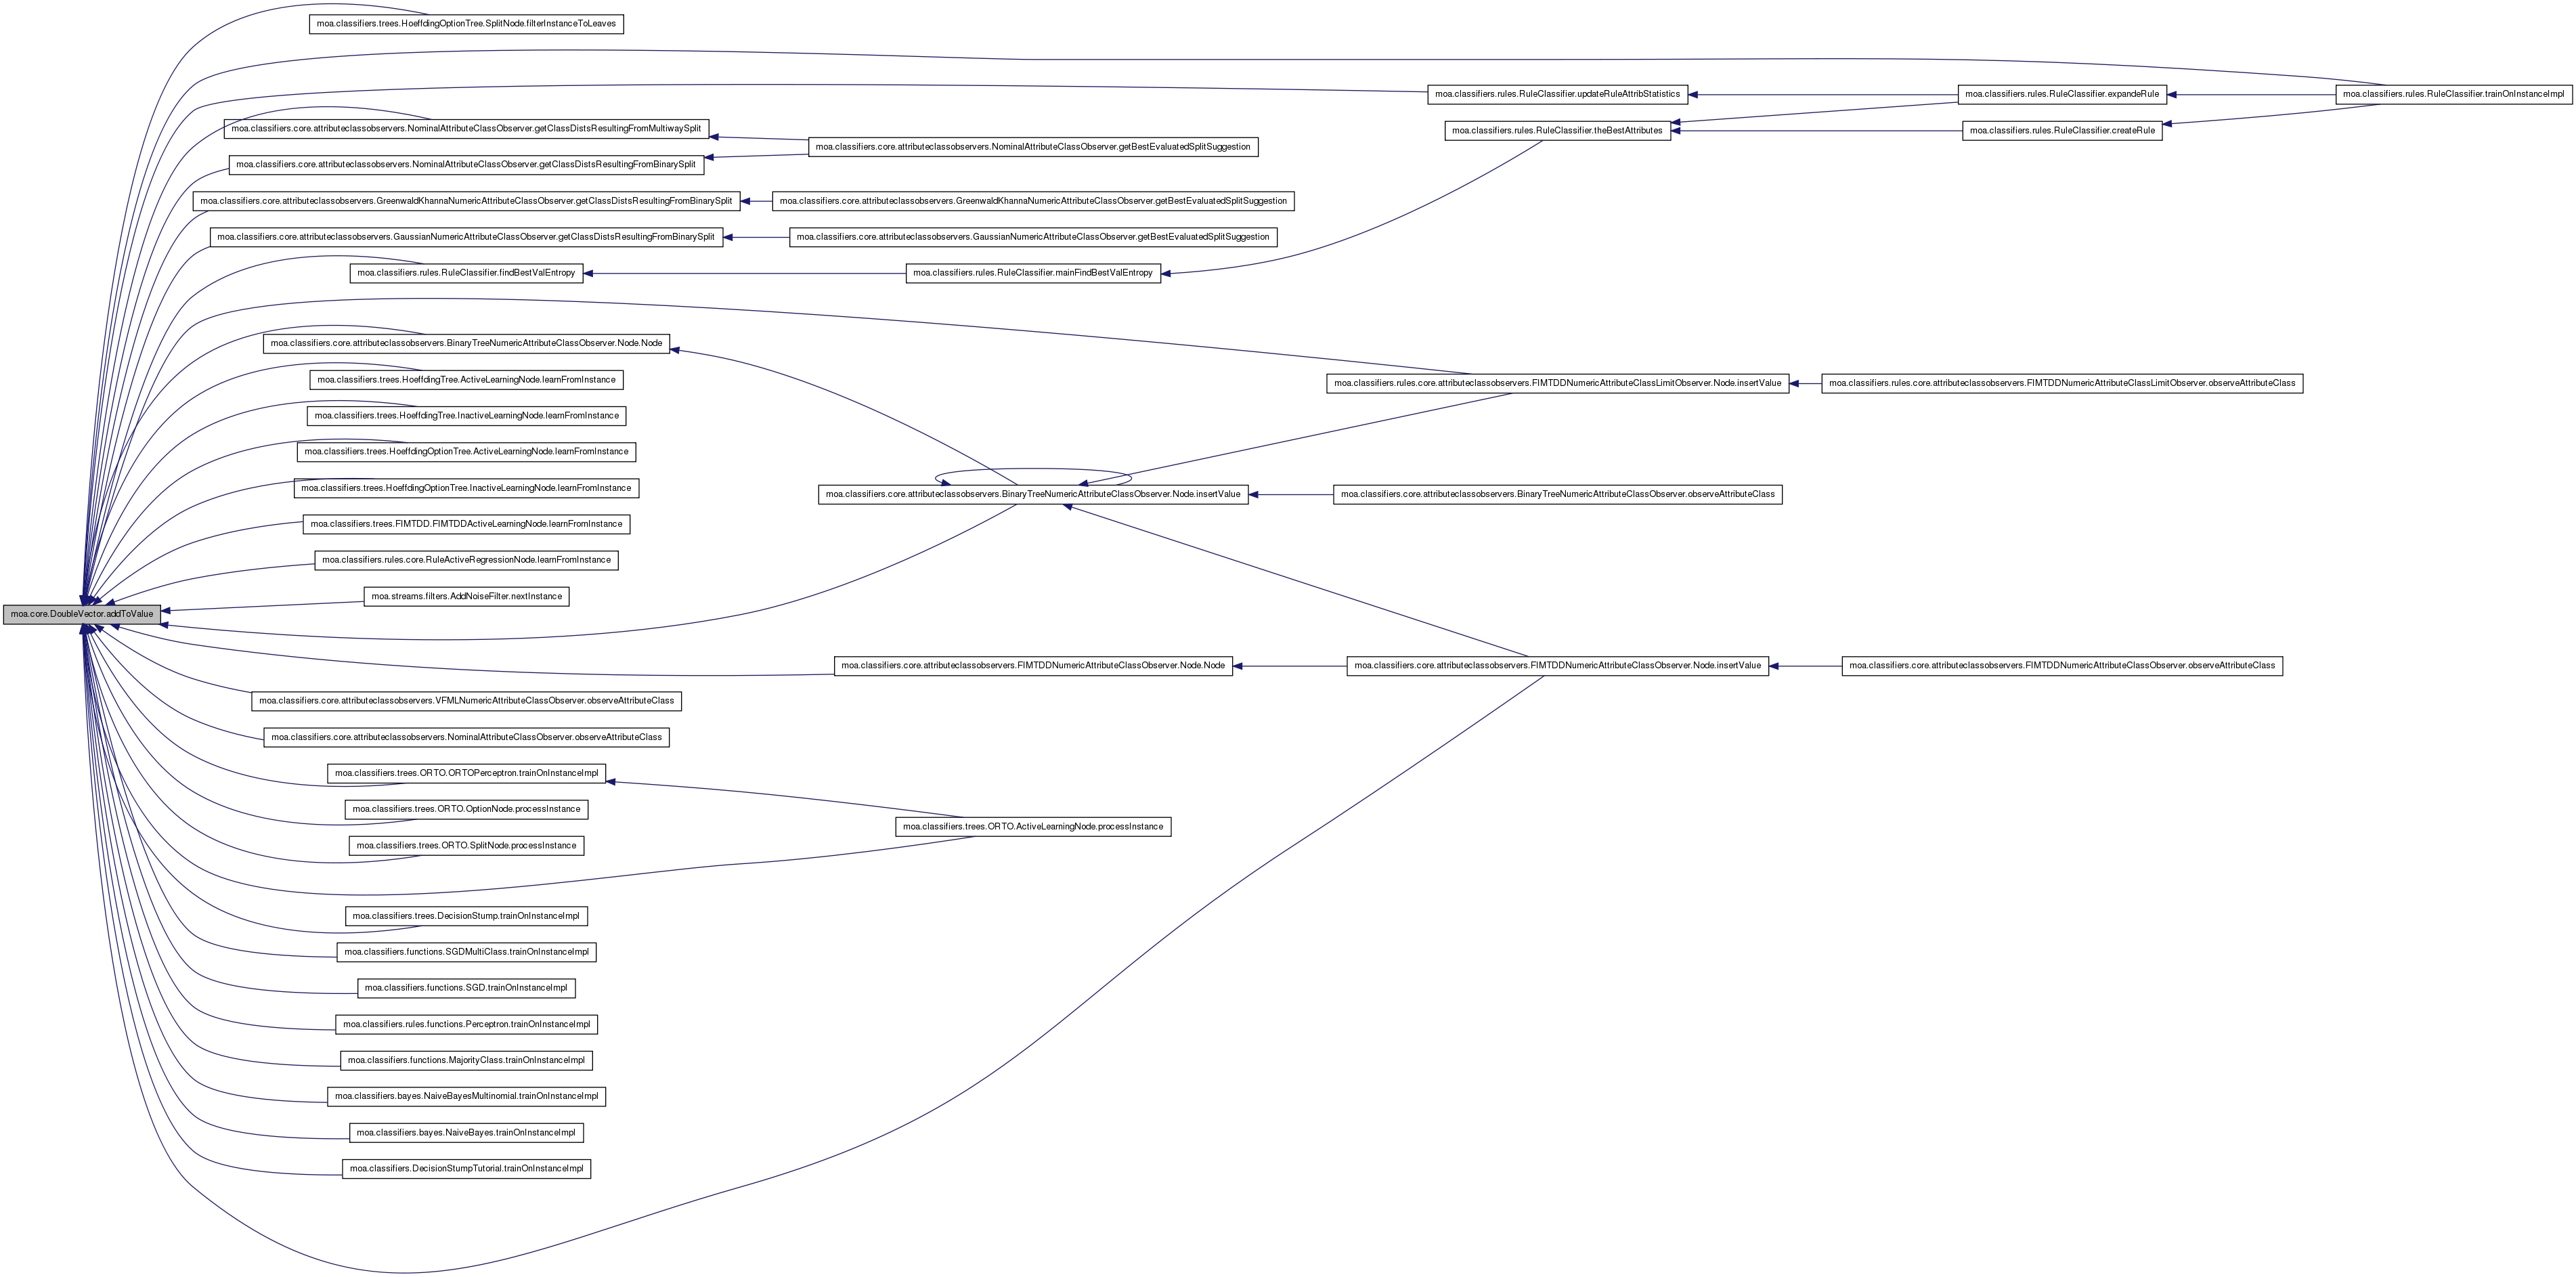 moa.classifiers.trees.HoeffdingOptionTree.SplitNode.filterInstanceToLeaves
moa.classifiers.rules.RuleClassifier.updateRuleAttribStatistics
moa.classifiers.rules.RuleClassifier.expandeRule
moa.classifiers.rules.RuleClassifier.trainOnInstanceImpl
moa.classifiers.core.attributeclassobservers.NominalAttributeClassObserver.getClassDistsResultingFromMultiwaySplit
moa.classifiers.rules.RuleClassifier.theBestAttributes
moa.classifiers.rules.RuleClassifier.createRule
moa.classifiers.core.attributeclassobservers.NominalAttributeClassObserver.getBestEvaluatedSplitSuggestion
moa.classifiers.core.attributeclassobservers.NominalAttributeClassObserver.getClassDistsResultingFromBinarySplit
moa.classifiers.core.attributeclassobservers.GreenwaldKhannaNumericAttributeClassObserver.getClassDistsResultingFromBinarySplit
moa.classifiers.core.attributeclassobservers.GreenwaldKhannaNumericAttributeClassObserver.getBestEvaluatedSplitSuggestion
moa.classifiers.core.attributeclassobservers.GaussianNumericAttributeClassObserver.getClassDistsResultingFromBinarySplit
moa.classifiers.core.attributeclassobservers.GaussianNumericAttributeClassObserver.getBestEvaluatedSplitSuggestion
moa.classifiers.rules.RuleClassifier.findBestValEntropy
moa.classifiers.rules.RuleClassifier.mainFindBestValEntropy
moa.classifiers.core.attributeclassobservers.BinaryTreeNumericAttributeClassObserver.Node.Node
moa.classifiers.trees.HoeffdingTree.ActiveLearningNode.learnFromInstance
moa.classifiers.rules.core.attributeclassobservers.FIMTDDNumericAttributeClassLimitObserver.Node.insertValue
moa.classifiers.rules.core.attributeclassobservers.FIMTDDNumericAttributeClassLimitObserver.observeAttributeClass
moa.classifiers.trees.HoeffdingTree.InactiveLearningNode.learnFromInstance
moa.classifiers.trees.HoeffdingOptionTree.ActiveLearningNode.learnFromInstance
moa.classifiers.trees.HoeffdingOptionTree.InactiveLearningNode.learnFromInstance
moa.classifiers.core.attributeclassobservers.BinaryTreeNumericAttributeClassObserver.Node.insertValue
moa.classifiers.core.attributeclassobservers.BinaryTreeNumericAttributeClassObserver.observeAttributeClass
moa.classifiers.trees.FIMTDD.FIMTDDActiveLearningNode.learnFromInstance
moa.classifiers.rules.core.RuleActiveRegressionNode.learnFromInstance
moa.streams.filters.AddNoiseFilter.nextInstance
moa.core.DoubleVector.addToValue
moa.classifiers.core.attributeclassobservers.FIMTDDNumericAttributeClassObserver.Node.Node
moa.classifiers.core.attributeclassobservers.FIMTDDNumericAttributeClassObserver.Node.insertValue
moa.classifiers.core.attributeclassobservers.FIMTDDNumericAttributeClassObserver.observeAttributeClass
moa.classifiers.core.attributeclassobservers.VFMLNumericAttributeClassObserver.observeAttributeClass
moa.classifiers.core.attributeclassobservers.NominalAttributeClassObserver.observeAttributeClass
moa.classifiers.trees.ORTO.ORTOPerceptron.trainOnInstanceImpl
moa.classifiers.trees.ORTO.OptionNode.processInstance
moa.classifiers.trees.ORTO.ActiveLearningNode.processInstance
moa.classifiers.trees.ORTO.SplitNode.processInstance
moa.classifiers.trees.DecisionStump.trainOnInstanceImpl
moa.classifiers.functions.SGDMultiClass.trainOnInstanceImpl
moa.classifiers.functions.SGD.trainOnInstanceImpl
moa.classifiers.rules.functions.Perceptron.trainOnInstanceImpl
moa.classifiers.functions.MajorityClass.trainOnInstanceImpl
moa.classifiers.bayes.NaiveBayesMultinomial.trainOnInstanceImpl
moa.classifiers.bayes.NaiveBayes.trainOnInstanceImpl
moa.classifiers.DecisionStumpTutorial.trainOnInstanceImpl